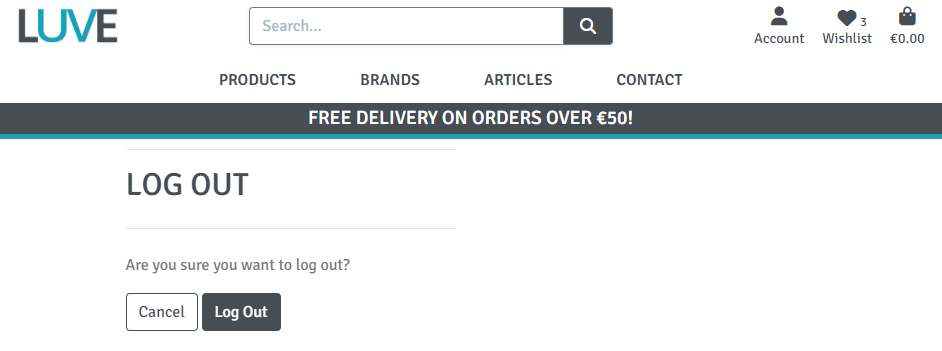 LUVE
Search...
3
Account Wishlist €0.00
PRODUCTS BRANDS ARTICLES CONTACT
FREE DELIVERY ON ORDERS OVER €50!
LOG OUT
Are you sure you want to log out?
Cancel Log Out